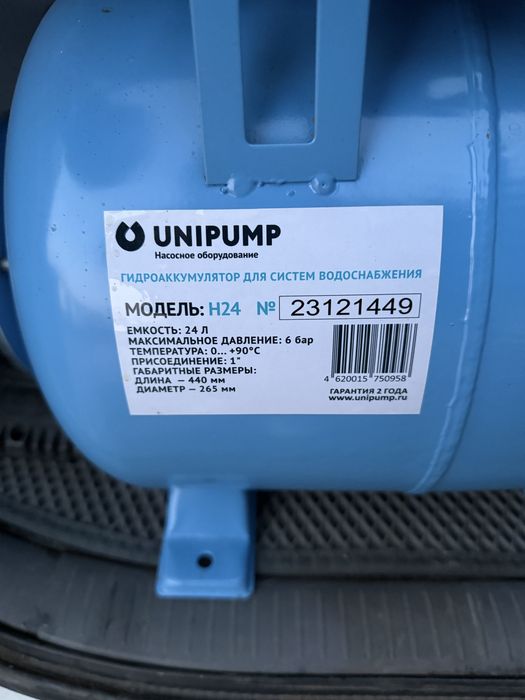 UNIPUMP
Насосное оборудование
ГИДРОАККУМУЛЯТОР ДЛЯ СИСТЕМ ВОДОСНАБЖЕНИЯ
МОДЕЛЬ: H24 № 23121449
ЕМКОСТЬ: 24 Л
МАКСИМАЛЬНОЕ ДАВЛЕНИЕ: 6 бар
ТЕМПЕРАТУРА: 0... +90°С
ПРИСОЕДИНЕНИЕ: 1"
ГАБАРИТНЫЕ РАЗМЕРЫ:
ДЛИНА – 440 мм
ДИАМЕТР – 265 мм
4 620015 750958
ГАРАНТИЯ 2 ГОДА
www.unipump.ru